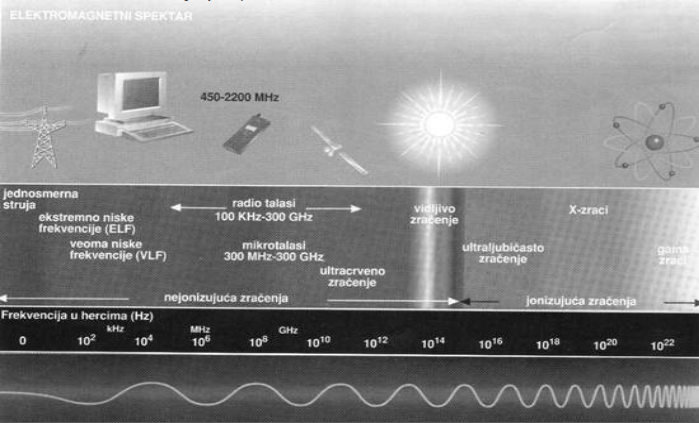 ELEKTROMAGNETNI SPEKTAR
450-2200 MHz
jednosmerna
struja
ekstremno niske
frekvencije (ELF)
veoma niske
frekvencije (VLF)
radio talasi
100 KHz-300 GHz
mikrotalasi
300 MHz-300 GHz
ultracrveno
zračenje
vidljivo
zračenje
ultraljubičasto
zračenje
X-zraci
gama
zraci
nejonizujuća zračenja
jonizujuća zračenja
Frekvencija u hercima (Hz)
kHz MHz GHz
0 10² 10⁴ 10⁶ 10⁸ 10¹⁰ 10¹² 10¹⁴ 10¹⁶ 10¹⁸ 10²⁰ 10²²